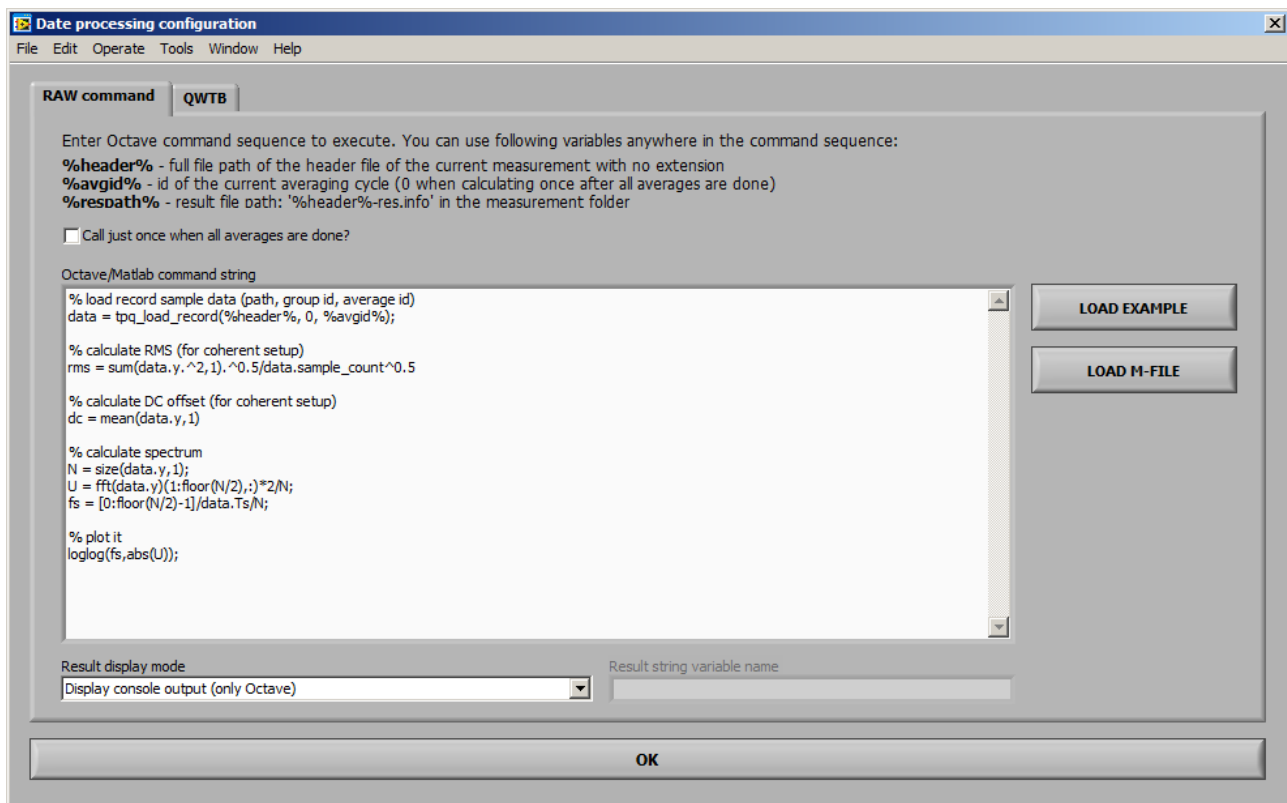 Date processing configuration
File Edit Operate Tools Window Help
RAW command QWTB
Enter Octave command sequence to execute. You can use following variables anywhere in the command sequence:
%header% - full file path of the header file of the current measurement with no extension
%avgid% - id of the current averaging cycle (0 when calculating once after all averages are done)
%respath% - result file path: '%header%-res.info' in the measurement folder
Call just once when all averages are done?
Octave/Matlab command string
% load record sample data (path, group id, average id)
data = tpq_load_record(%header%, 0, %avgid%);
% calculate RMS (for coherent setup)
rms = sum(data.y.^2,1).^0.5/data.sample_count^0.5
% calculate DC offset (for coherent setup)
dc = mean(data.y,1)
% calculate spectrum
N = size(data.y,1);
U = fft(data.y)(1:floor(N/2),:)*2/N;
fs = [0:floor(N/2)-1]/data.Ts/N;
% plot it
loglog(fs,abs(U));
LOAD EXAMPLE
LOAD M-FILE
Result display mode
Display console output (only Octave)
Result string variable name
OK